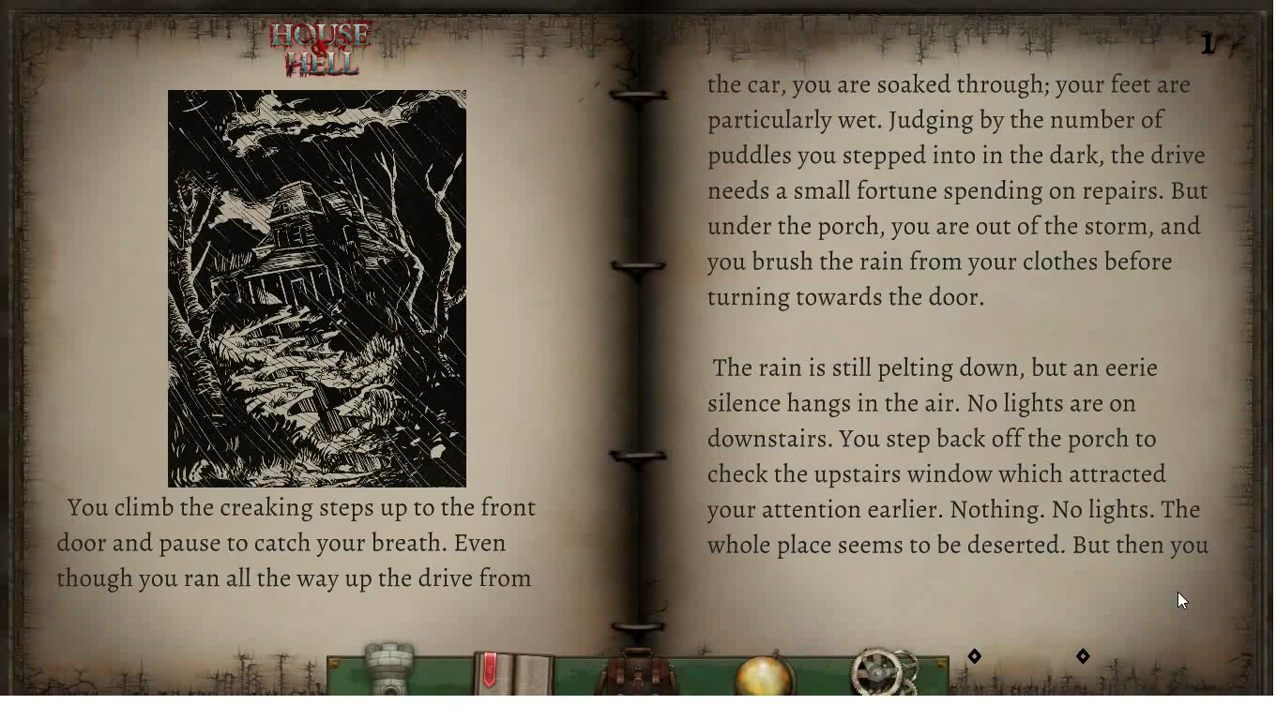 HOUSE
of
HELL
You climb the creaking steps up to the front
door and pause to catch your breath. Even
though you ran all the way up the drive from
1
the car, you are soaked through; your feet are
particularly wet. Judging by the number of
puddles you stepped into in the dark, the drive
needs a small fortune spending on repairs. But
under the porch, you are out of the storm, and
you brush the rain from your clothes before
turning towards the door.
The rain is still pelting down, but an eerie
silence hangs in the air. No lights are on
downstairs. You step back off the porch to
check the upstairs window which attracted
your attention earlier. Nothing. No lights. The
whole place seems to be deserted. But then you